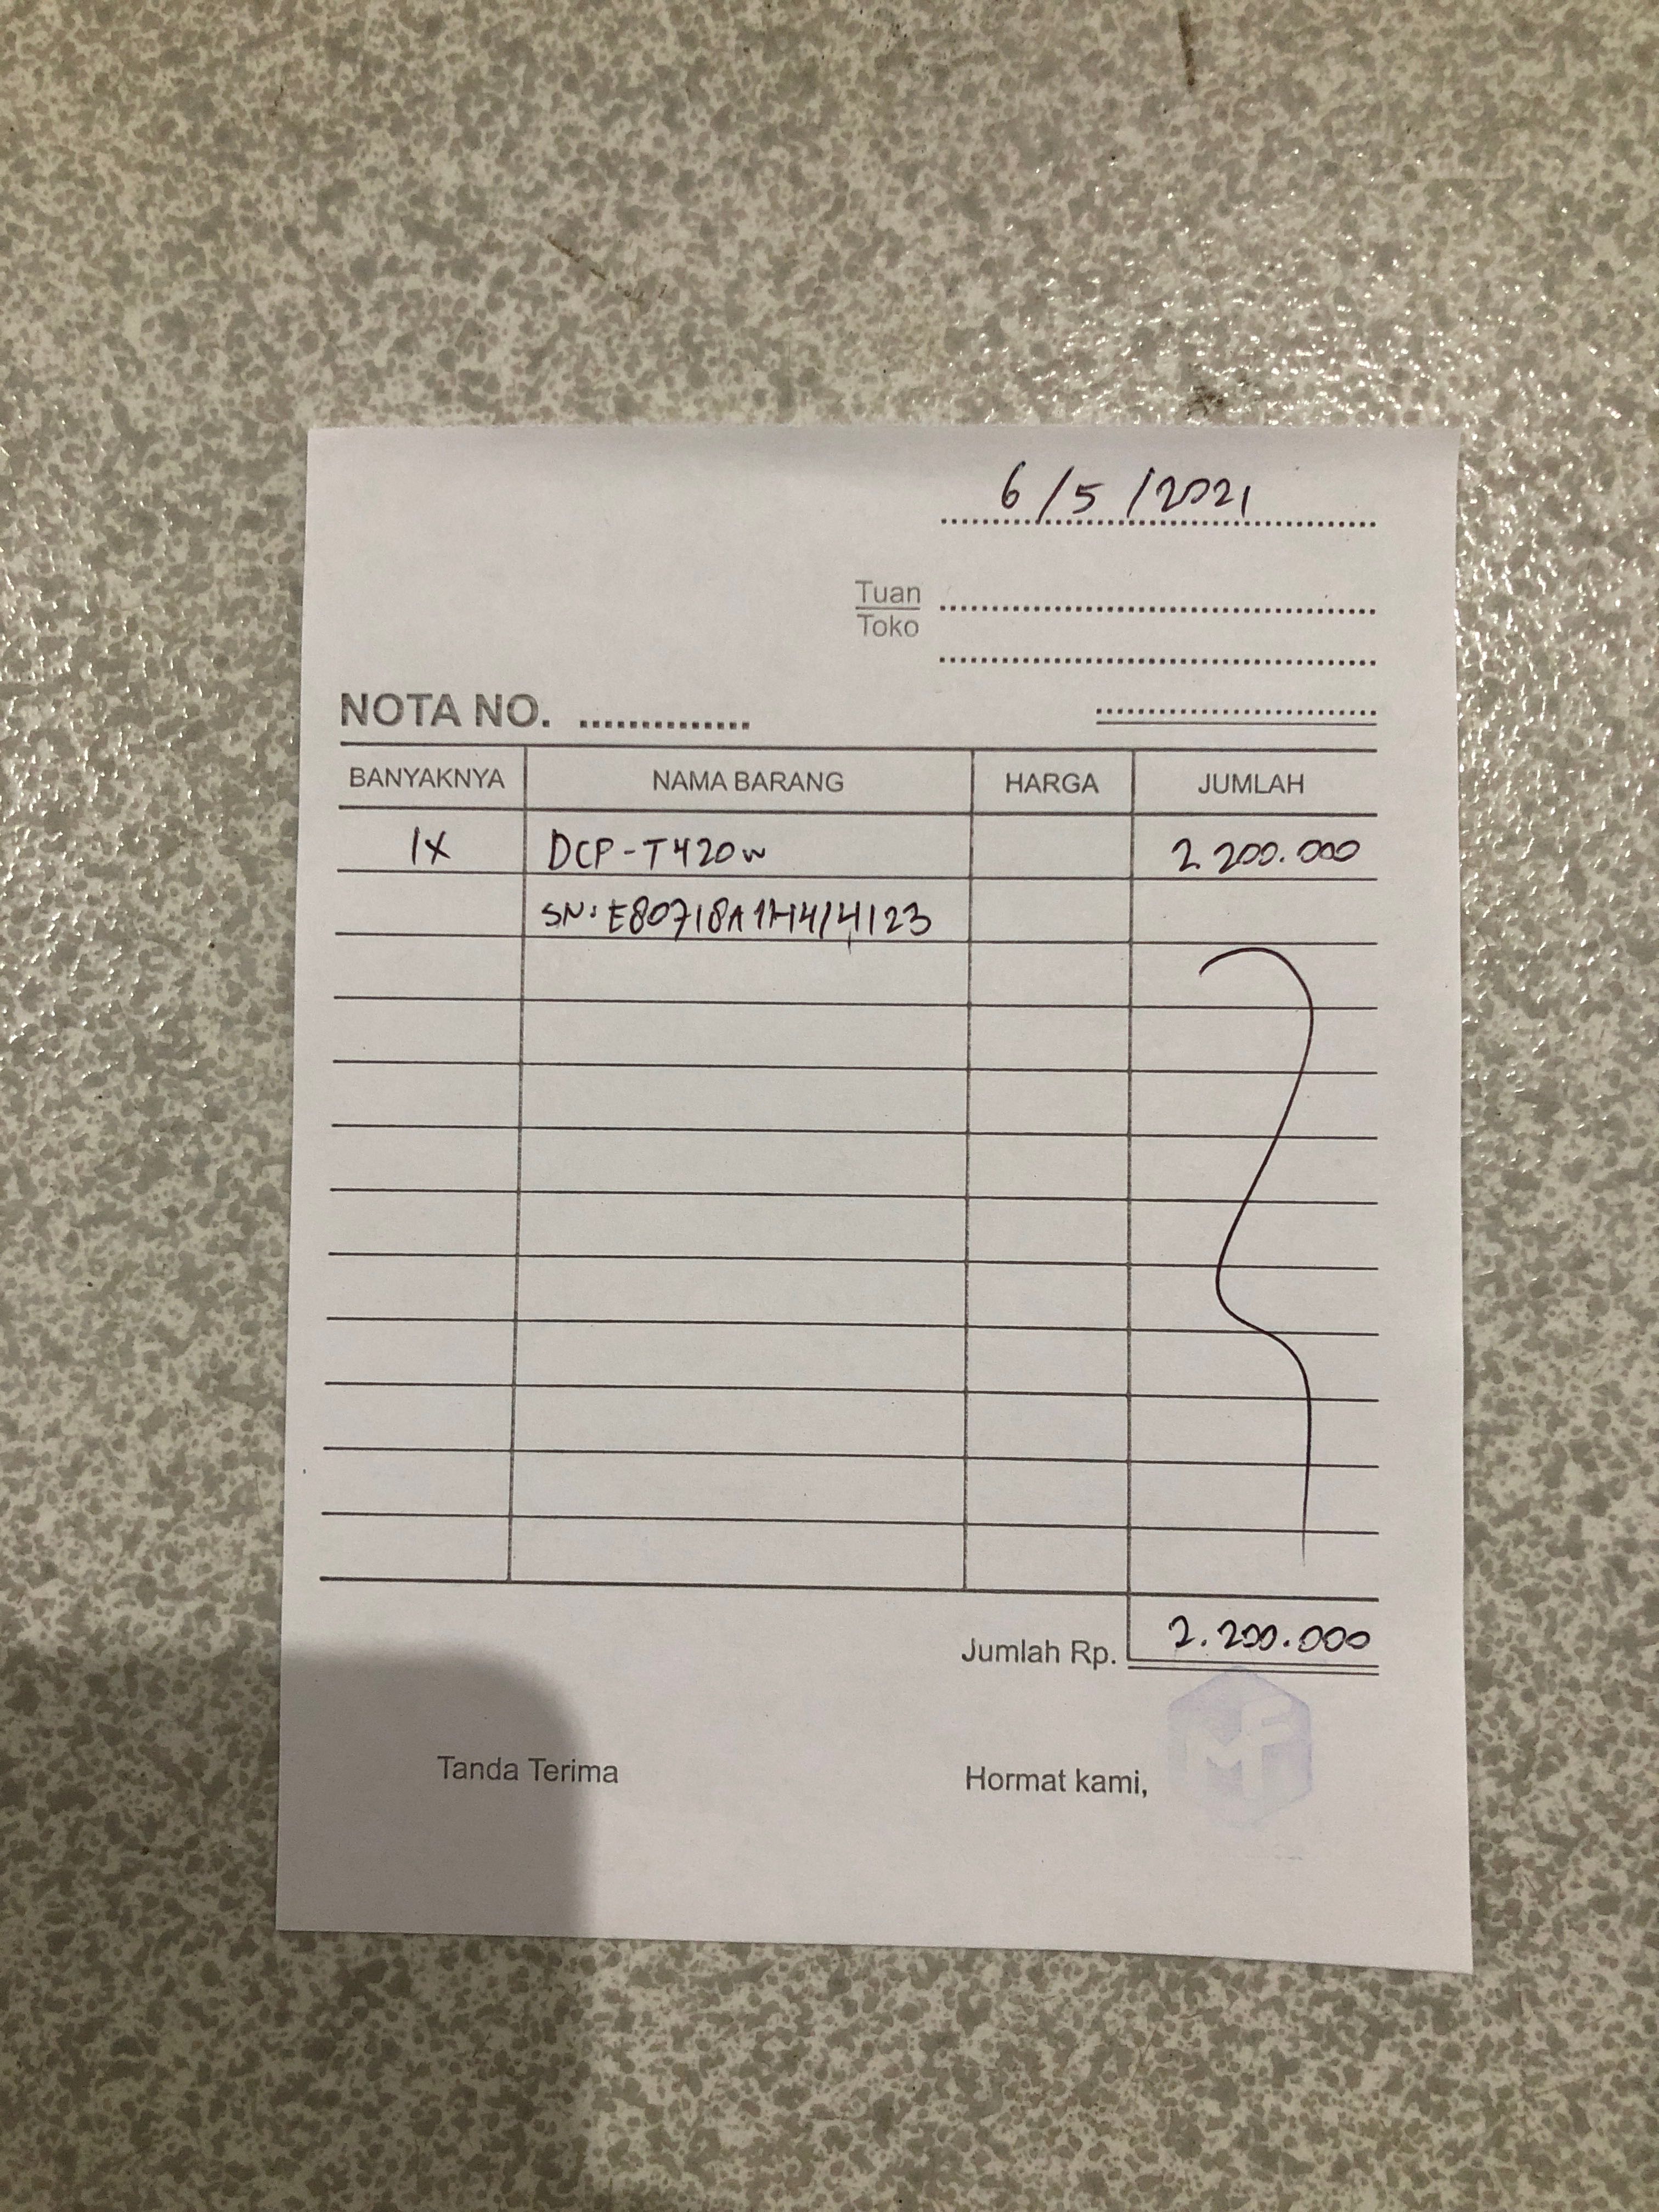 6/5/2021
Tuan
Toko
NOTA NO.
BANYAKNYA NAMA BARANG HARGA JUMLAH
1X DCP-T420w 2.200.000
SN: E80718A1H414123
Jumlah Rp. 2.200.000
Tanda Terima Hormat kami,
MF